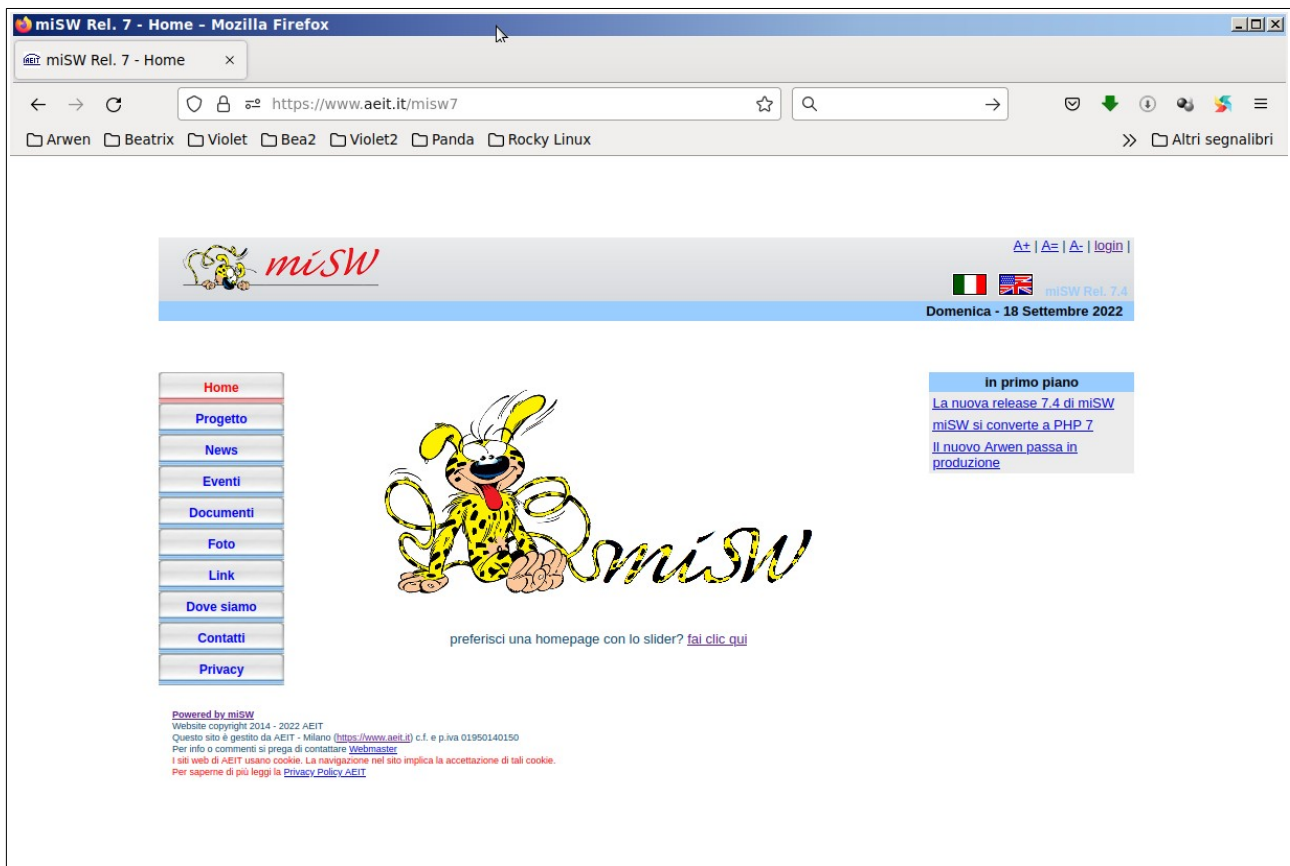 miSW Rel. 7 - Home – Mozilla Firefox
AEIT miSW Rel. 7 - Home
https://www.aeit.it/misw7
Arwen Beatrix Violet Bea2 Violet2 Panda Rocky Linux Altri segnalibri
miSW
A+ | A= | A- | login |
miSW Rel. 7.4
Domenica - 18 Settembre 2022
Home
Progetto
News
Eventi
Documenti
Foto
Link
Dove siamo
Contatti
Privacy
miSW
preferisci una homepage con lo slider? fai clic qui
in primo piano
La nuova release 7.4 di miSW
miSW si converte a PHP 7
Il nuovo Arwen passa in
produzione
Powered by miSW
Website copyright 2014 - 2022 AEIT
Questo sito è gestito da AEIT - Milano (https://www.aeit.it) c.f. e p.iva 01950140150
Per info o commenti si prega di contattare Webmaster
I siti web di AEIT usano cookie. La navigazione nel sito implica la accettazione di tali cookie.
Per saperne di più leggi la Privacy Policy AEIT